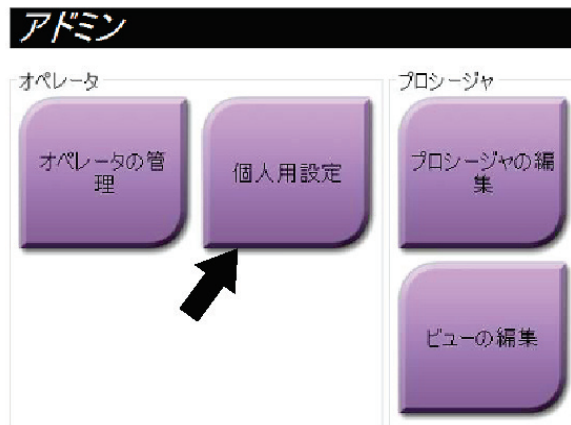 アドミン
オペレータ
プロシージャ
オペレータの管
理
個人用設定
プロシージャの編
集
ビューの編集